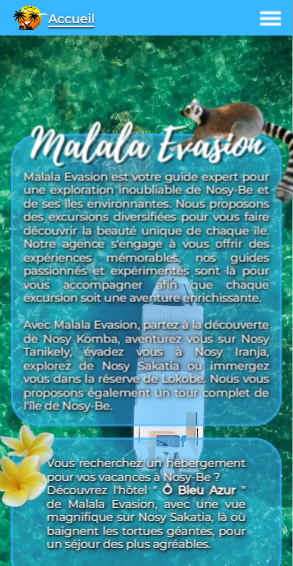 Accueil
Malala Evasion
Malala Evasion est votre guide expert pour
une exploration inoubliable de Nosy-Be et
de ses îles environnantes. Nous proposons
des excursions diversifiées pour vous faire
découvrir la beauté unique de chaque île.
Notre agence s'engage à vous offrir des
expériences mémorables, nos guides
passionnés et expérimentés sont là pour
vous accompagner afin que chaque
excursion soit une aventure enrichissante.
Avec Malala Evasion, partez à la découverte
de Nosy Komba, aventurez vous sur Nosy
Tanikely, évadez vous à Nosy Iranja,
explorez de Nosy Sakatia ou immergez
vous dans la réserve de Lokobe. Nous vous
proposons également un tour complet de
l'île de Nosy-Be.
Vous recherchez un hébergement
pour vos vacances à Nosy-Be ?
Découvrez l'hôtel " Ô Bleu Azur "
de Malala Evasion, avec une vue
magnifique sur Nosy Sakatia, là où
baignent les tortues géantes, pour
un séjour des plus agréables.